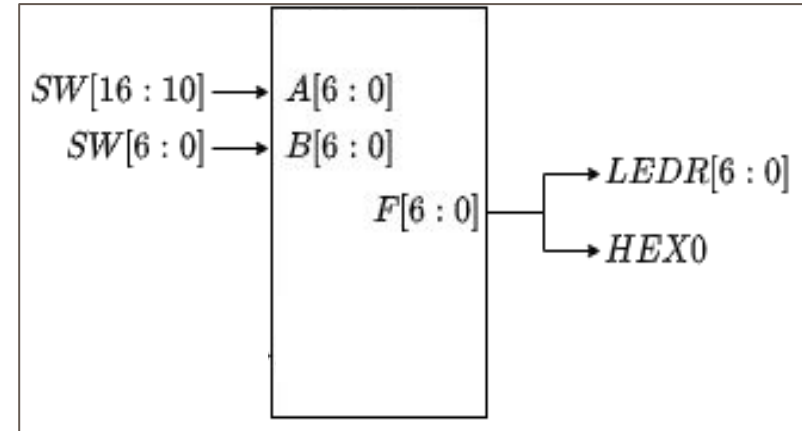 SW[16 : 10] A[6 : 0]
SW[6 : 0] B[6 : 0]
LEDR[6 : 0]
F[6 : 0]
HEX0